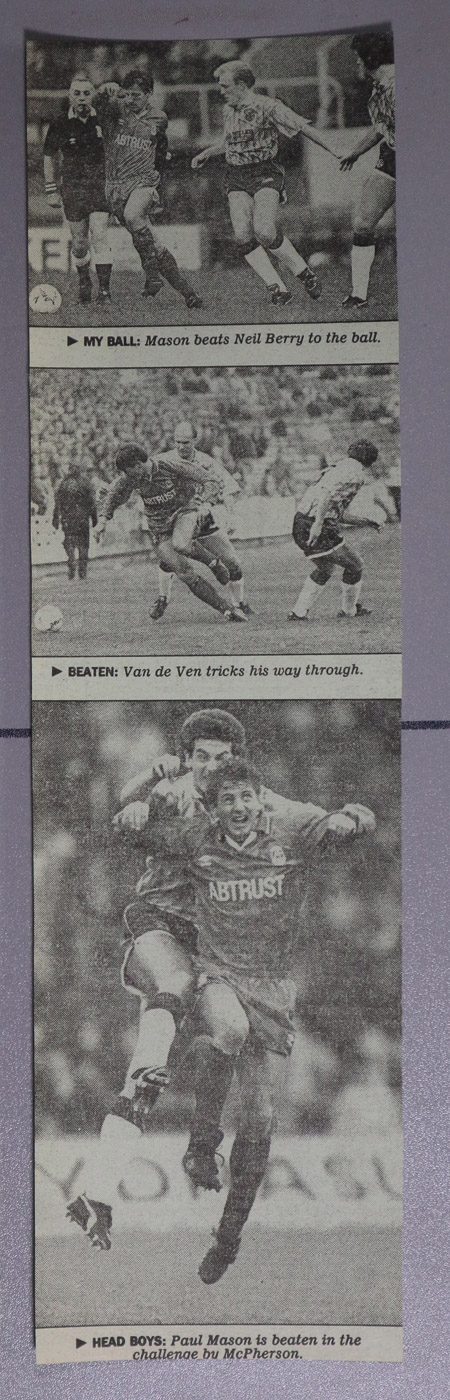 ABTRUST
► MY BALL: Mason beats Neil Berry to the ball.
ABTRUST
► BEATEN: Van de Ven tricks his way through.
ABTRUST
► HEAD BOYS: Paul Mason is beaten in the
challenge by McPherson.